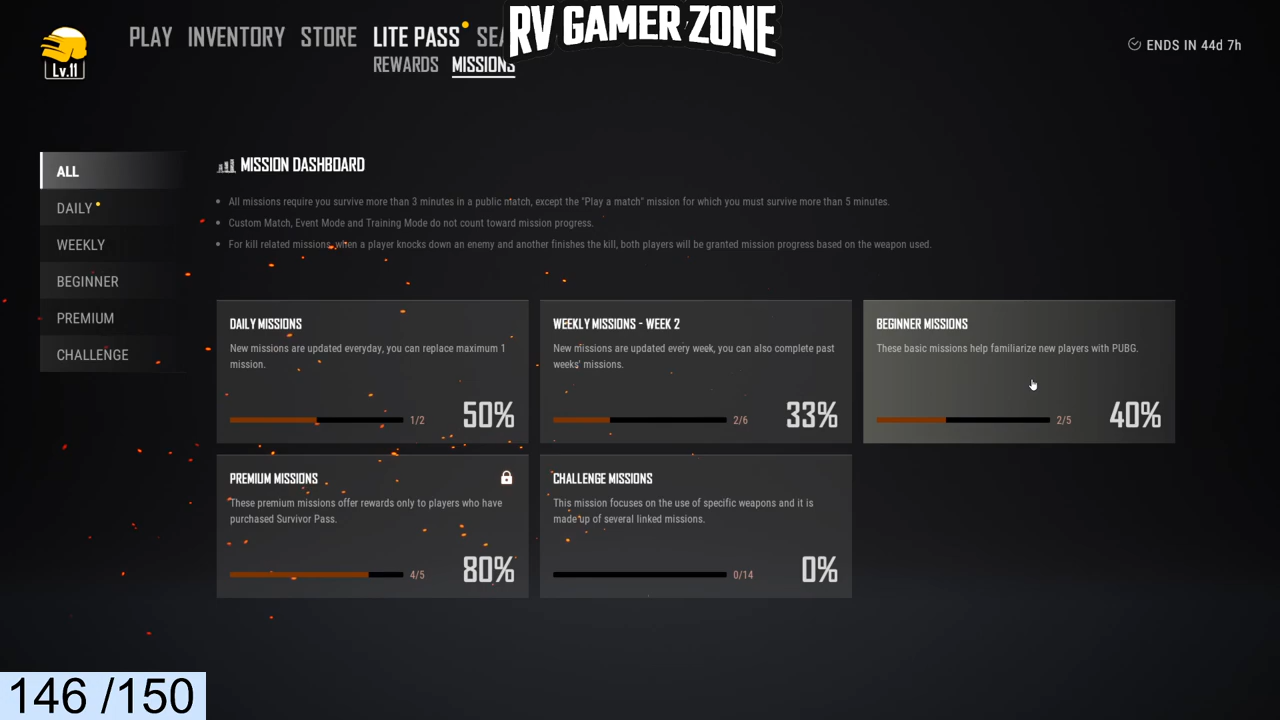 PLAY INVENTORY STORE LITE PASS SEA
RV GAMER ZONE
ENDS IN 44d 7h
Lv.11
REWARDS MISSIONS
ALL
DAILY
WEEKLY
BEGINNER
PREMIUM
CHALLENGE
MISSION DASHBOARD
All missions require you survive more than 3 minutes in a public match, except the "Play a match" mission for which you must survive more than 5 minutes.
Custom Match, Event Mode and Training Mode do not count toward mission progress.
For kill related missions, when a player knocks down an enemy and another finishes the kill, both players will be granted mission progress based on the weapon used.
DAILY MISSIONS
New missions are updated everyday, you can replace maximum 1
mission.
1/2 50%
WEEKLY MISSIONS - WEEK 2
New missions are updated every week, you can also complete past
weeks' missions.
2/6 33%
BEGINNER MISSIONS
These basic missions help familiarize new players with PUBG.
2/5 40%
PREMIUM MISSIONS
These premium missions offer rewards only to players who have
purchased Survivor Pass.
4/5 80%
CHALLENGE MISSIONS
This mission focuses on the use of specific weapons and it is
made up of several linked missions.
0/14 0%
146 /150